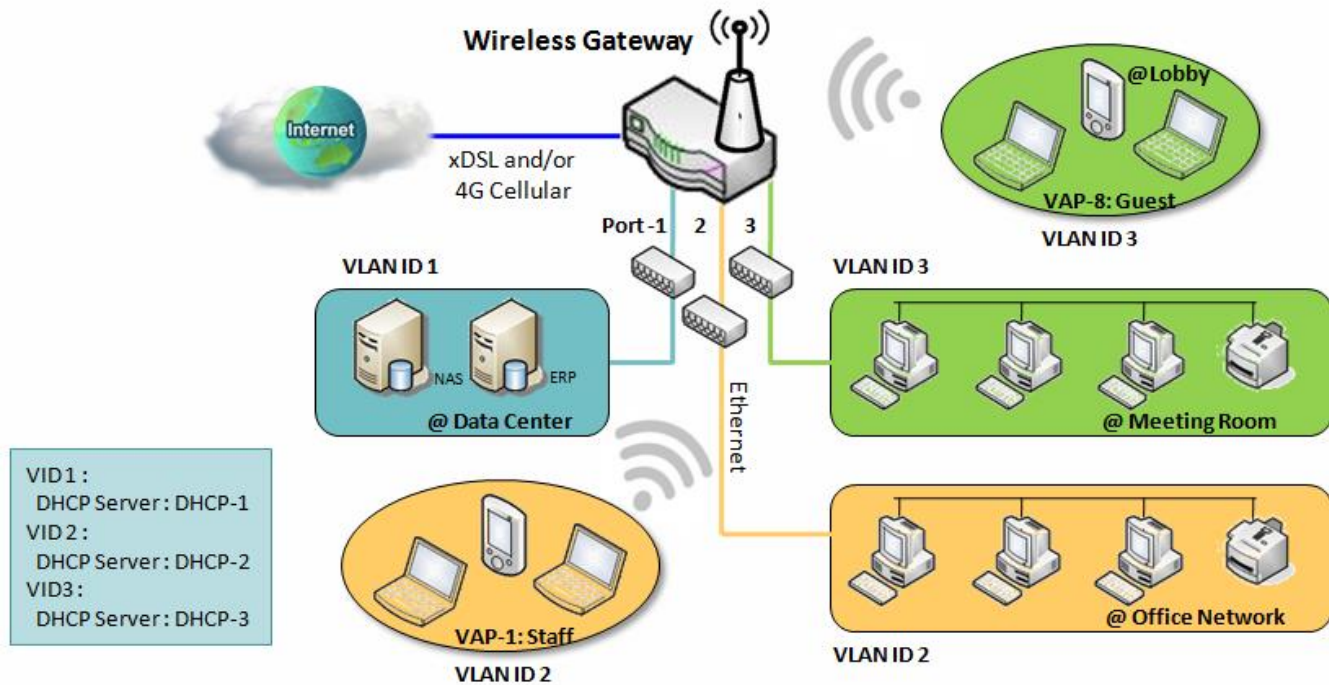 Wireless Gateway
Internet
xDSL and/or
4G Cellular
@Lobby
VAP-8: Guest
VLAN ID 3
Port -1 2 3
VLAN ID 1
NAS
ERP
@ Data Center
VLAN ID 3
@ Meeting Room
Ethernet
VID1 :
DHCP Server : DHCP-1
VID2 :
DHCP Server : DHCP-2
VID3:
DHCP Server : DHCP-3
VAP-1: Staff
VLAN ID 2
@ Office Network
VLAN ID 2